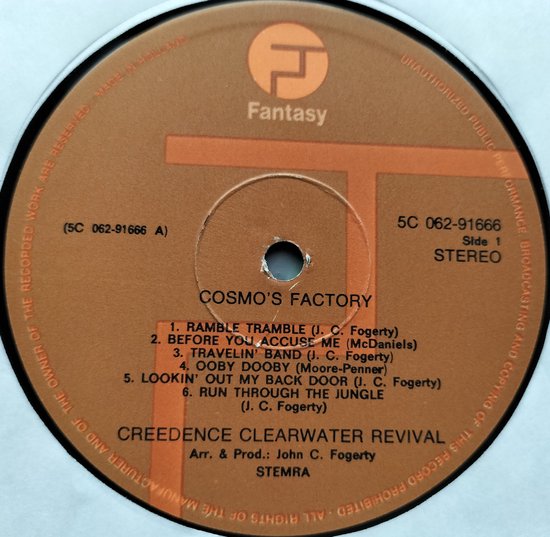 Fantasy
(5C 062-91666 A)
5C 062-91666
Side 1
STEREO
COSMO'S FACTORY
1. RAMBLE TRAMBLE (J. C. Fogerty)
2. BEFORE YOU ACCUSE ME (McDaniels)
3. TRAVELIN' BAND (J. C. Fogerty)
4. OOBY DOOBY (Moore-Penner)
5. LOOKIN' OUT MY BACK DOOR (J. C. Fogerty)
6. RUN THROUGH THE JUNGLE
(J. C. Fogerty)
CREEDENCE CLEARWATER REVIVAL
Arr. & Prod.: John C. Fogerty
STEMRA
ALL RIGHTS OF THE MANUFACTURER AND OF THE OWNER OF THE RECORDED WORK ARE RESERVED - MADE IN HOLLAND
UNAUTHORIZED PUBLIC PERFORMANCE BROADCASTING AND COPYING OF THIS RECORD PROHIBITED -